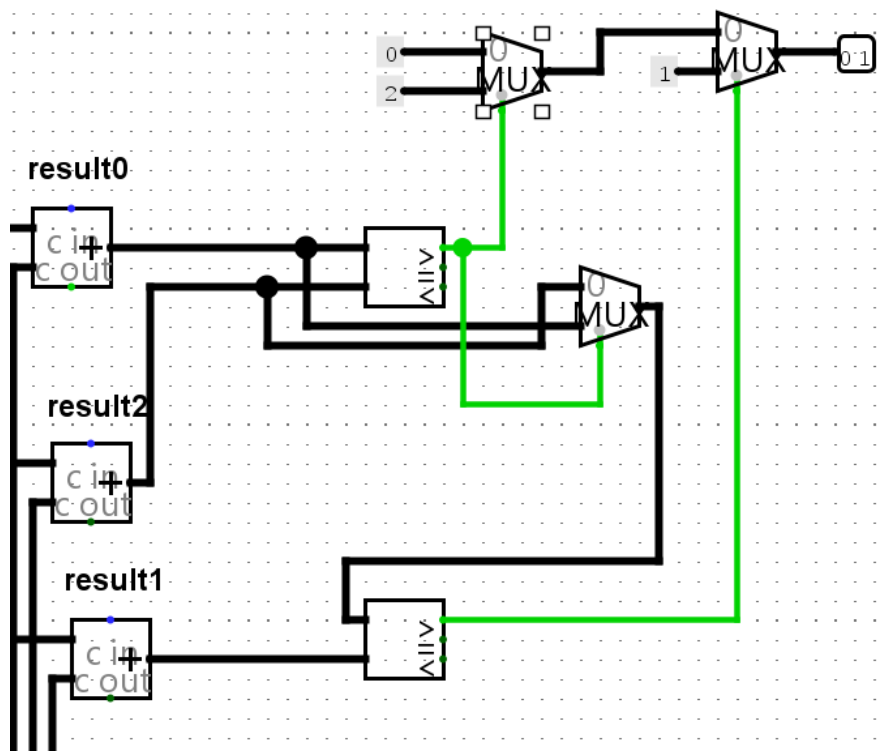 0
0
0
MUX
MUX
0 1
2
1
result0
c in
+
c out
>
=
<
0
MUX
result2
c in
+
c out
result1
c in
+
c out
>
=
<